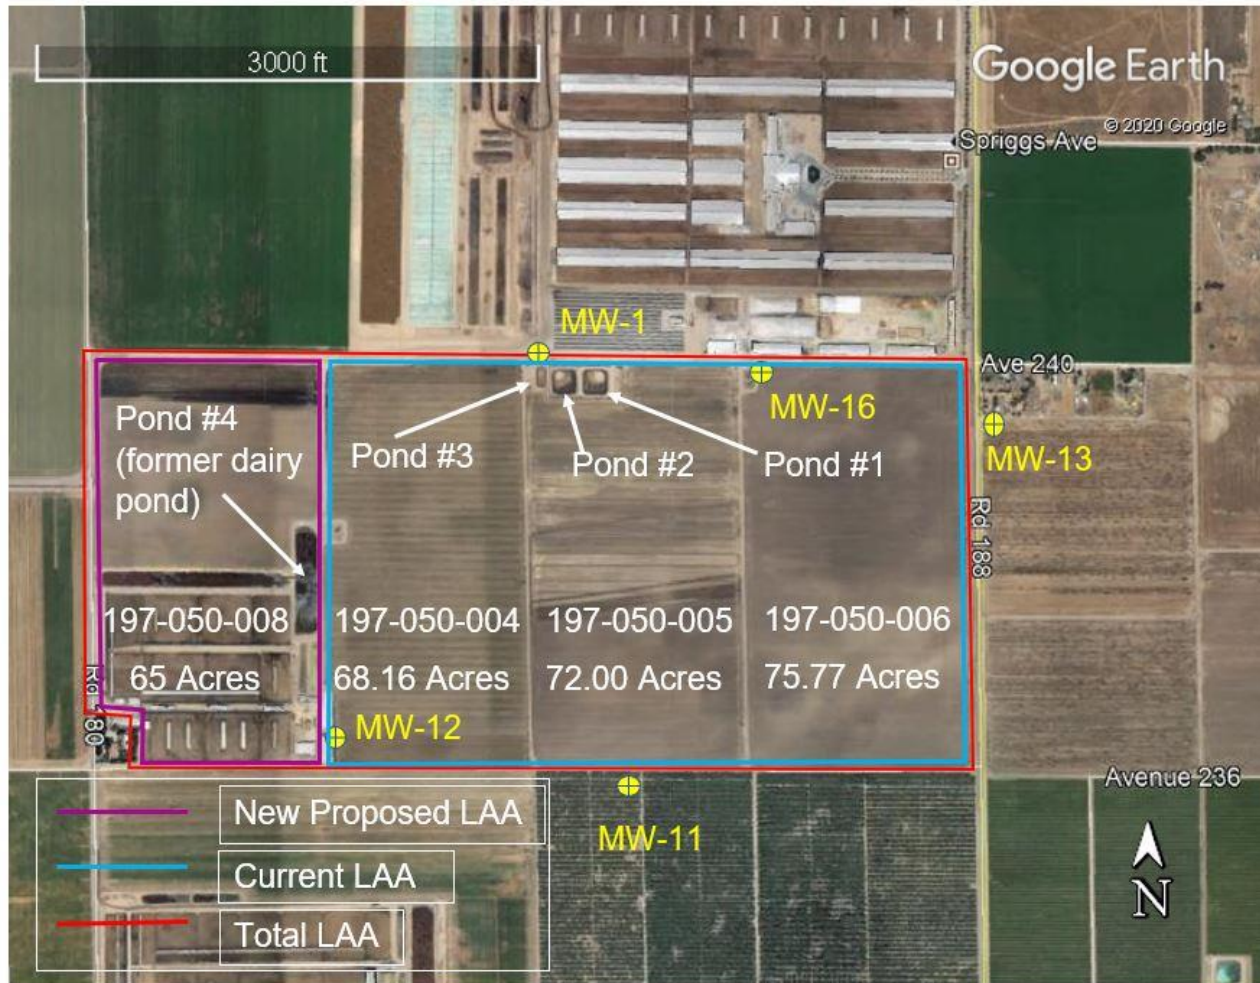 3000 ft
Google Earth
© 2020 Google
Spriggs Ave
MW-1
Ave 240
MW-16
MW-13
Pond #4
(former dairy
pond)
Pond #3
Pond #2
Pond #1
Rd 188
197-050-008
197-050-004
197-050-005
197-050-006
65 Acres
68.16 Acres
72.00 Acres
75.77 Acres
Rd 180
MW-12
Avenue 236
MW-11
New Proposed LAA
Current LAA
Total LAA
N